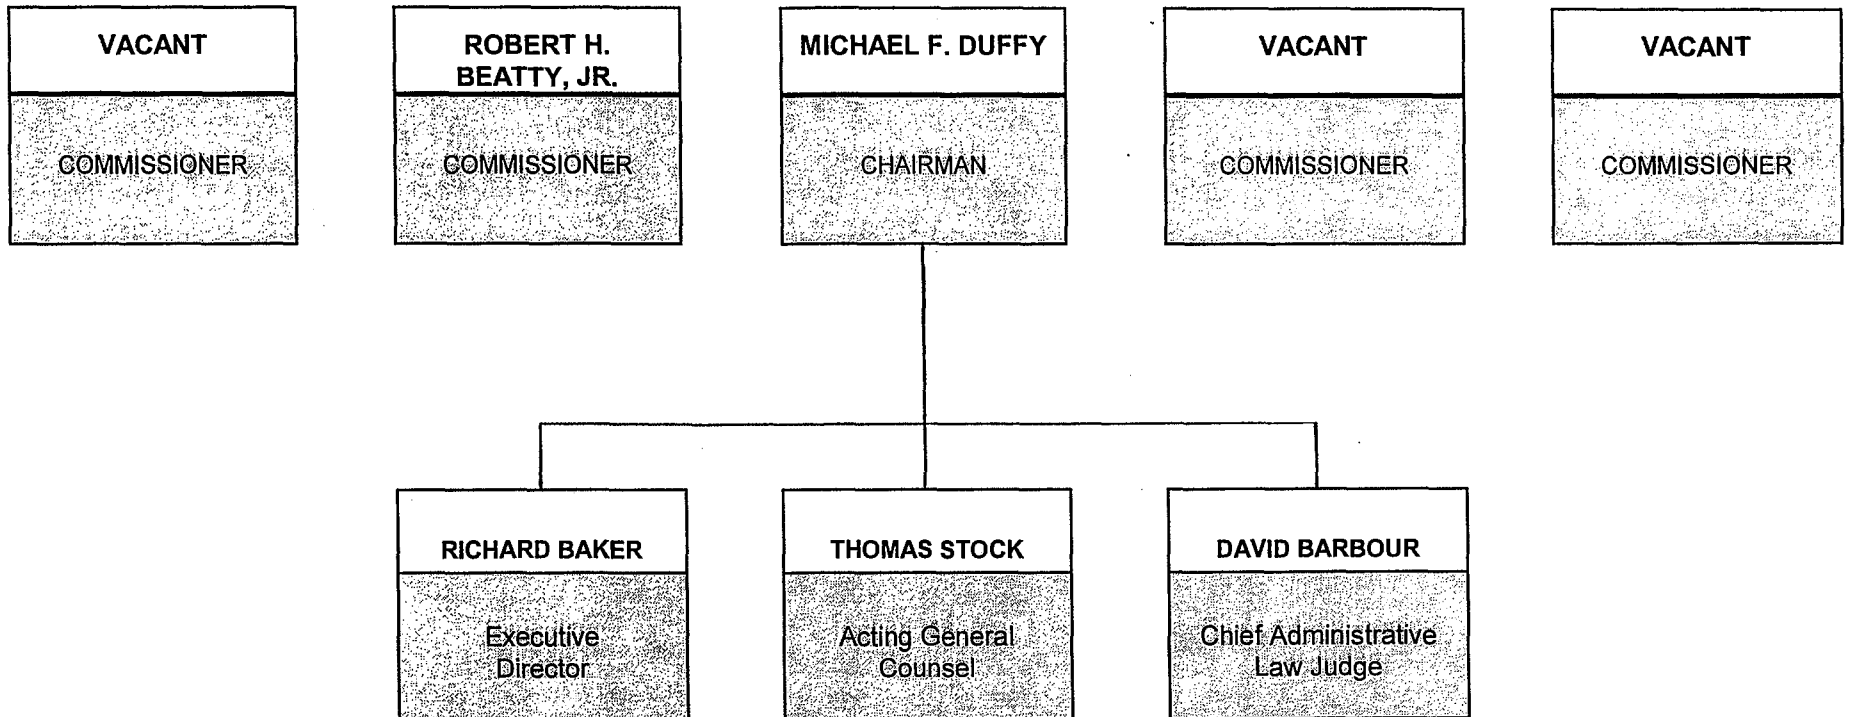 VACANT
ROBERT H.
BEATTY, JR.
MICHAEL F. DUFFY
VACANT
VACANT
COMMISSIONER
COMMISSIONER
CHAIRMAN
COMMISSIONER
COMMISSIONER
RICHARD BAKER
THOMAS STOCK
DAVID BARBOUR
Executive
Director
Acting General
Counsel
Chief Administrative
Law Judge